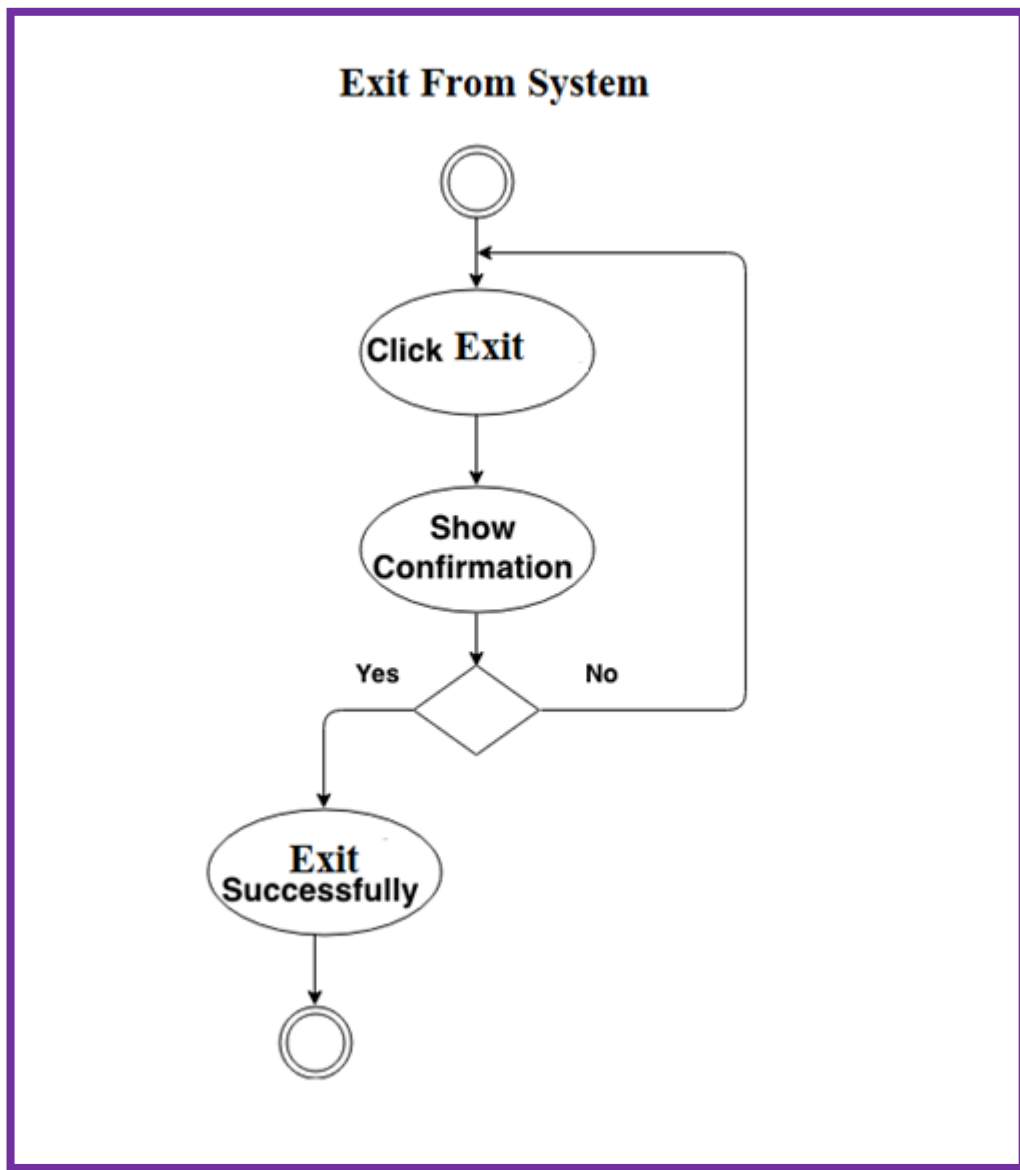 Exit From System
Click Exit
Show
Confirmation
Yes
No
Exit
Successfully